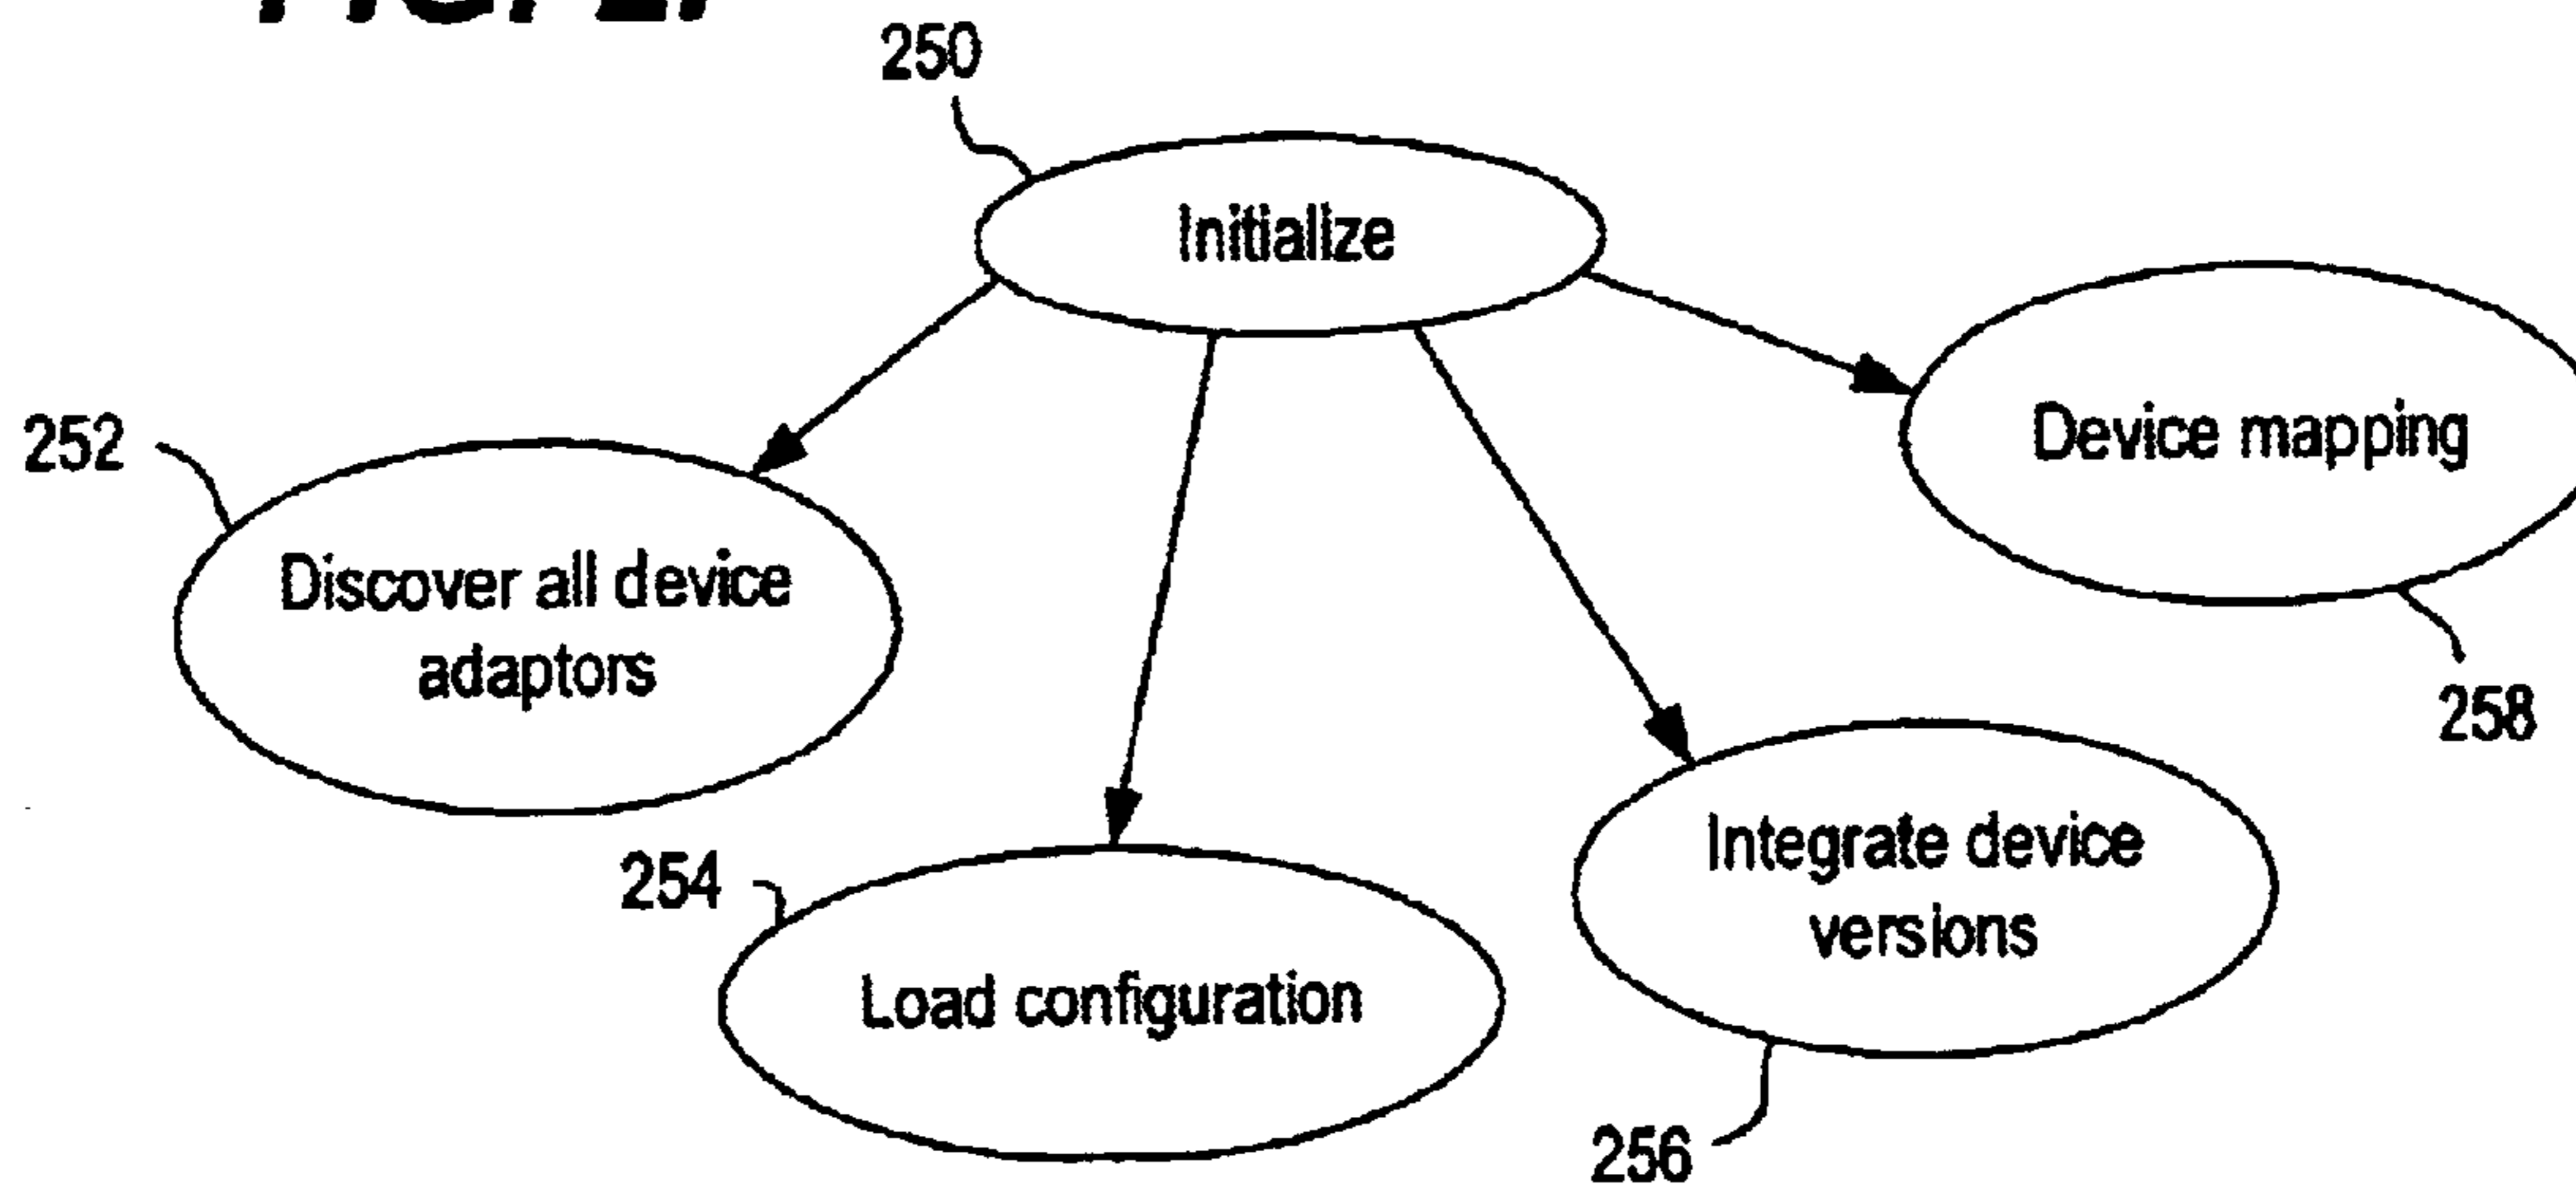 250
Initialize
252
Device mapping
Discover all device
adaptors
258
254
Integrate device
versions
Load configuration
256